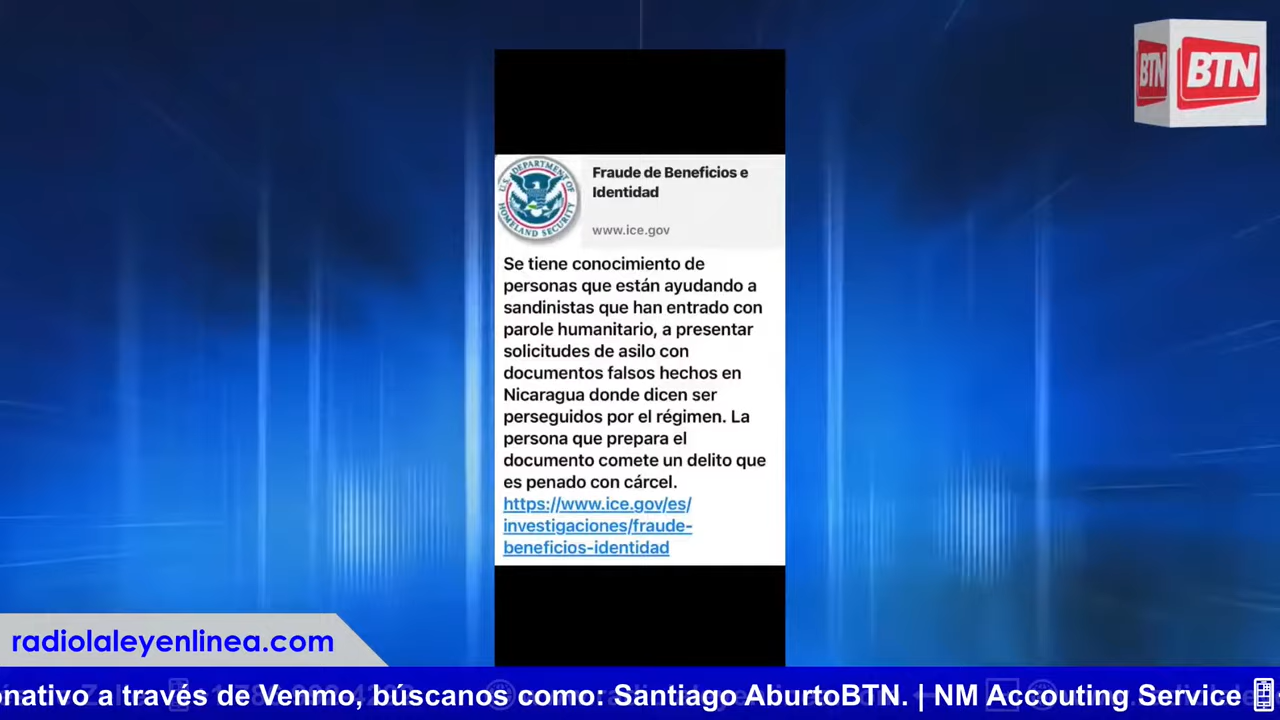 BTN
BTN
U.S. DEPARTMENT OF
HOMELAND SECURITY
Fraude de Beneficios e
Identidad
www.ice.gov
Se tiene conocimiento de
personas que están ayudando a
sandinistas que han entrado con
parole humanitario, a presentar
solicitudes de asilo con
documentos falsos hechos en
Nicaragua donde dicen ser
perseguidos por el régimen. La
persona que prepara el
documento comete un delito que
es penado con cárcel.
https://www.ice.gov/es/
investigaciones/fraude-
beneficios-identidad
radiolaleyenlinea.com
onativo a través de Venmo, búscanos como: Santiago AburtoBTN. | NM Accouting Service